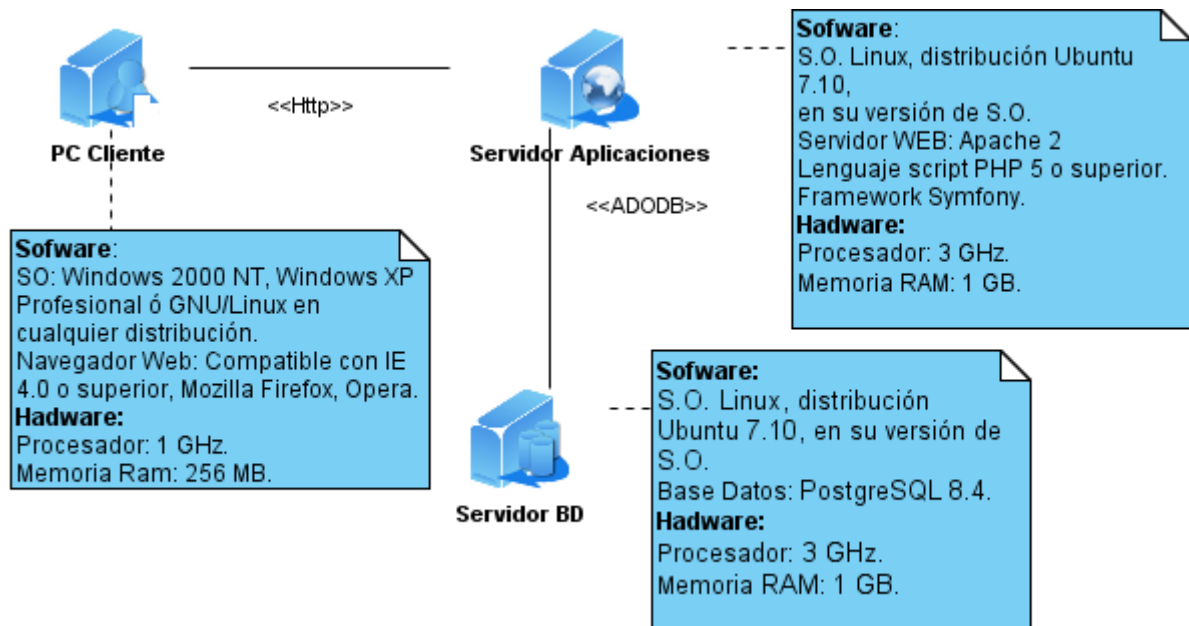 PC Cliente
<<Http>>
Servidor Aplicaciones
<<ADODB>>
Sofware:
S.O. Linux, distribución Ubuntu
7.10,
en su versión de S.O.
Servidor WEB: Apache 2
Lenguaje script PHP 5 o superior.
Framework Symfony.
Hadware:
Procesador: 3 GHz.
Memoria RAM: 1 GB.
Sofware:
SO: Windows 2000 NT, Windows XP
Profesional ó GNU/Linux en
cualquier distribución.
Navegador Web: Compatible con IE
4.0 o superior, Mozilla Firefox, Opera.
Hadware:
Procesador: 1 GHz.
Memoria Ram: 256 MB.
Servidor BD
Sofware:
S.O. Linux, distribución
Ubuntu 7.10, en su versión de
S.O.
Base Datos: PostgreSQL 8.4.
Hadware:
Procesador: 3 GHz.
Memoria RAM: 1 GB.